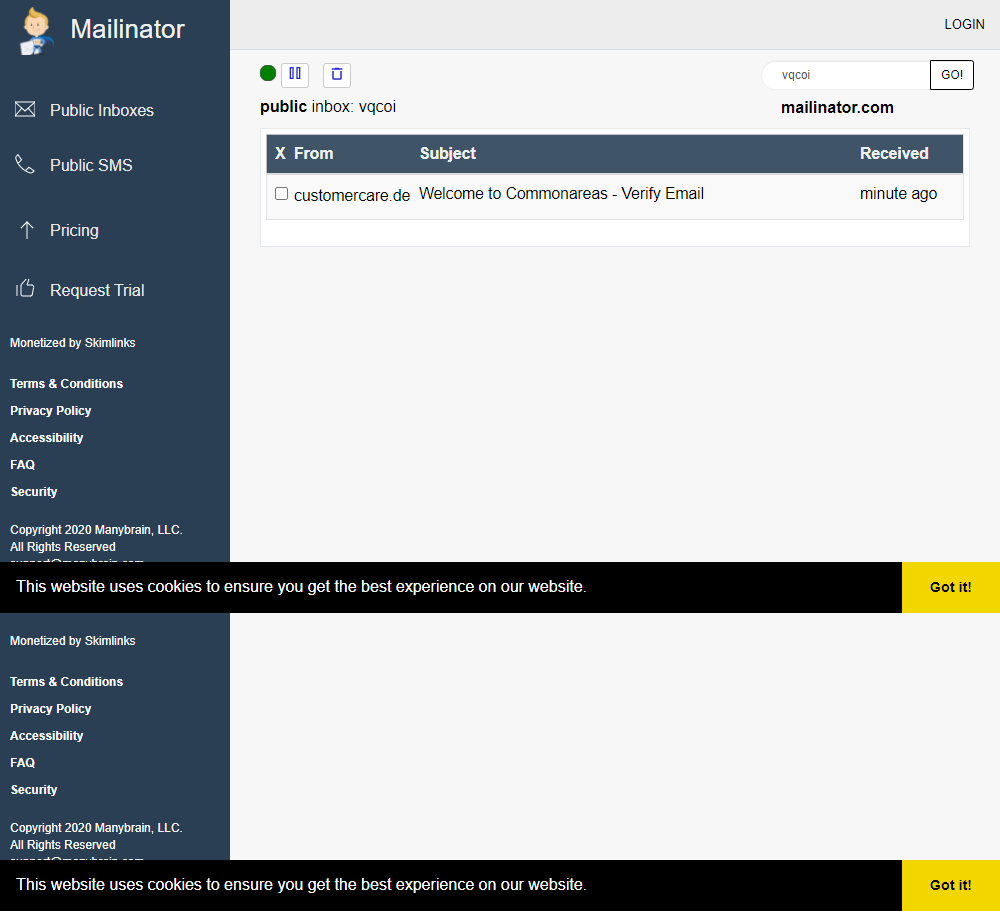 Mailinator
LOGIN
vqcoi
GO!
public inbox: vqcoi
mailinator.com
Public Inboxes
Public SMS
Pricing
Request Trial
X From Subject Received
customercare.de Welcome to Commonareas - Verify Email minute ago
Monetized by Skimlinks
Terms & Conditions
Privacy Policy
Accessibility
FAQ
Security
Copyright 2020 Manybrain, LLC.
All Rights Reserved
This website uses cookies to ensure you get the best experience on our website.
Got it!
Monetized by Skimlinks
Terms & Conditions
Privacy Policy
Accessibility
FAQ
Security
Copyright 2020 Manybrain, LLC.
All Rights Reserved
This website uses cookies to ensure you get the best experience on our website.
Got it!